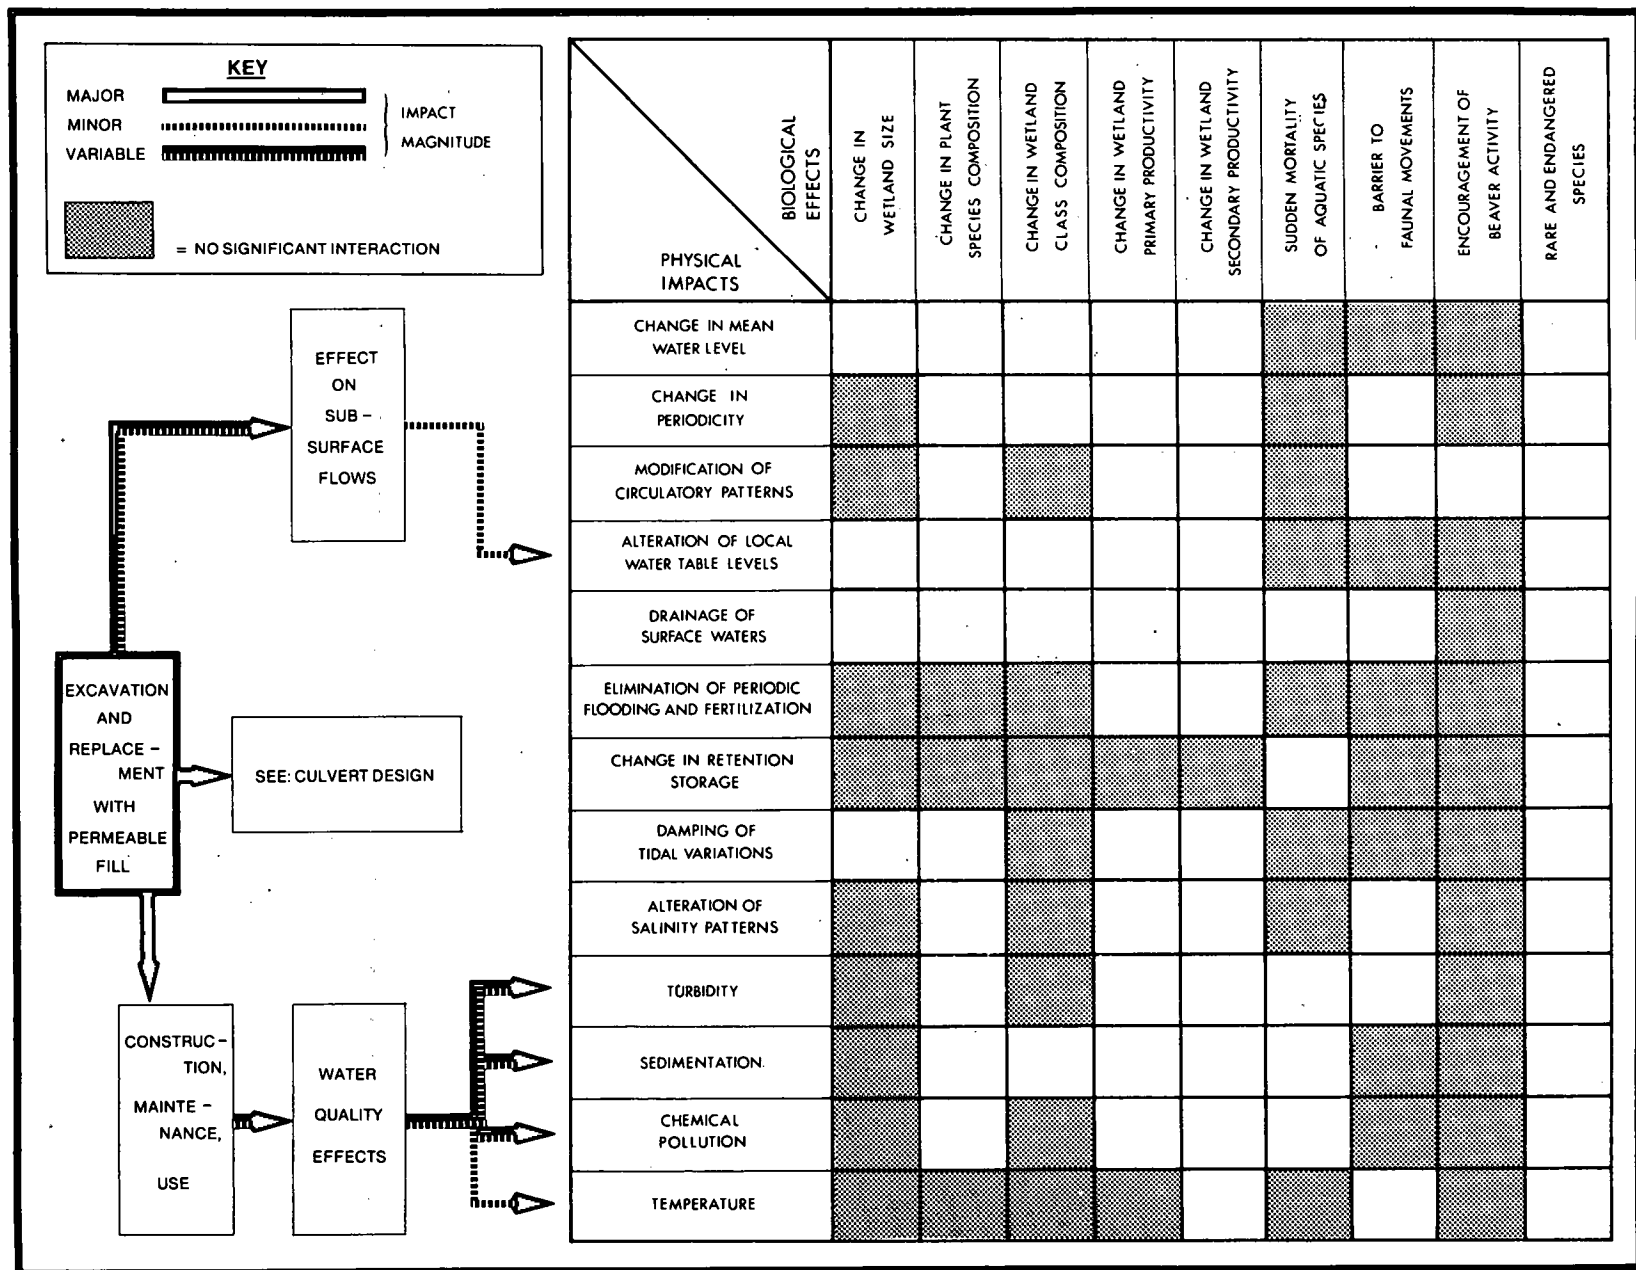 KEY
MAJOR
MINOR
VARIABLE
IMPACT
MAGNITUDE
= NO SIGNIFICANT INTERACTION
BIOLOGICAL
EFFECTS
PHYSICAL
IMPACTS
CHANGE IN
WETLAND SIZE
CHANGE IN PLANT
SPECIES COMPOSITION
CHANGE IN WETLAND
CLASS COMPOSITION
CHANGE IN WETLAND
PRIMARY PRODUCTIVITY
CHANGE IN WETLAND
SECONDARY PRODUCTIVITY
SUDDEN MORTALITY
OF AQUATIC SPECIES
BARRIER TO
FAUNAL MOVEMENTS
ENCOURAGEMENT OF
BEAVER ACTIVITY
RARE AND ENDANGERED
SPECIES
CHANGE IN MEAN
WATER LEVEL
CHANGE IN
PERIODICITY
MODIFICATION OF
CIRCULATORY PATTERNS
ALTERATION OF LOCAL
WATER TABLE LEVELS
DRAINAGE OF
SURFACE WATERS
ELIMINATION OF PERIODIC
FLOODING AND FERTILIZATION
CHANGE IN RETENTION
STORAGE
DAMPING OF
TIDAL VARIATIONS
ALTERATION OF
SALINITY PATTERNS
TURBIDITY
SEDIMENTATION.
CHEMICAL
POLLUTION
TEMPERATURE
EFFECT
ON
SUB -
SURFACE
FLOWS
EXCAVATION
AND
REPLACE -
MENT
WITH
PERMEABLE
FILL
SEE: CULVERT DESIGN
CONSTRUC -
TION,
MAINTE -
NANCE,
USE
WATER
QUALITY
EFFECTS